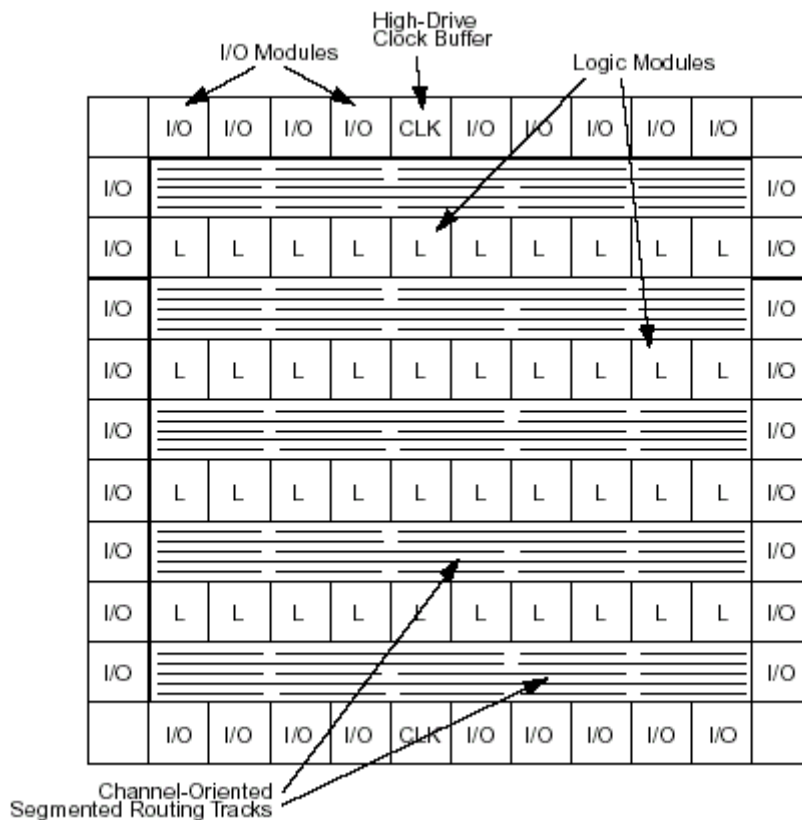 High-Drive
Clock Buffer
I/O Modules
Logic Modules
I/O I/O I/O I/O CLK I/O I/O I/O I/O I/O
I/O I/O
I/O L L L L L L L L L L I/O
I/O I/O
I/O L L L L L L L L L L I/O
I/O I/O
I/O L L L L L L L L L L I/O
I/O I/O
I/O L L L L L L L L L L I/O
I/O I/O
I/O I/O I/O I/O CLK I/O I/O I/O I/O I/O
Channel-Oriented
Segmented Routing Tracks